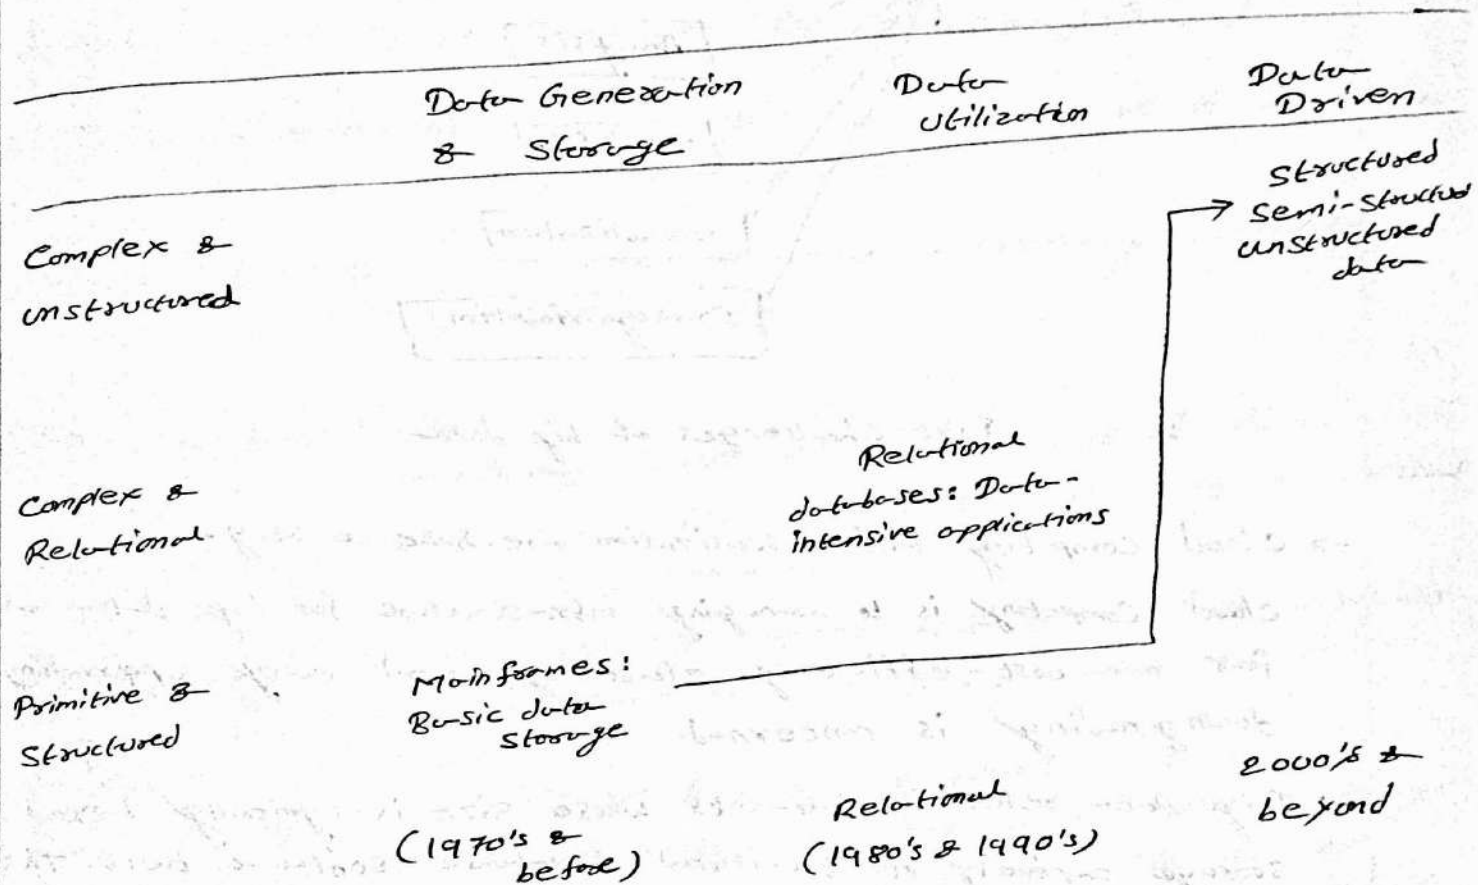 Data Generation
& Storage
Data
Utilization
Data
Driven
Complex &
unstructured
Structured
Semi-structud
unstructured
data
Complex &
Relational
Relational
databases: Data-
intensive applications
Primitive &
Structured
Mainframes:
Basic data
storage
(1970's &
before)
Relational
(1980's & 1990's)
2000's &
beyond